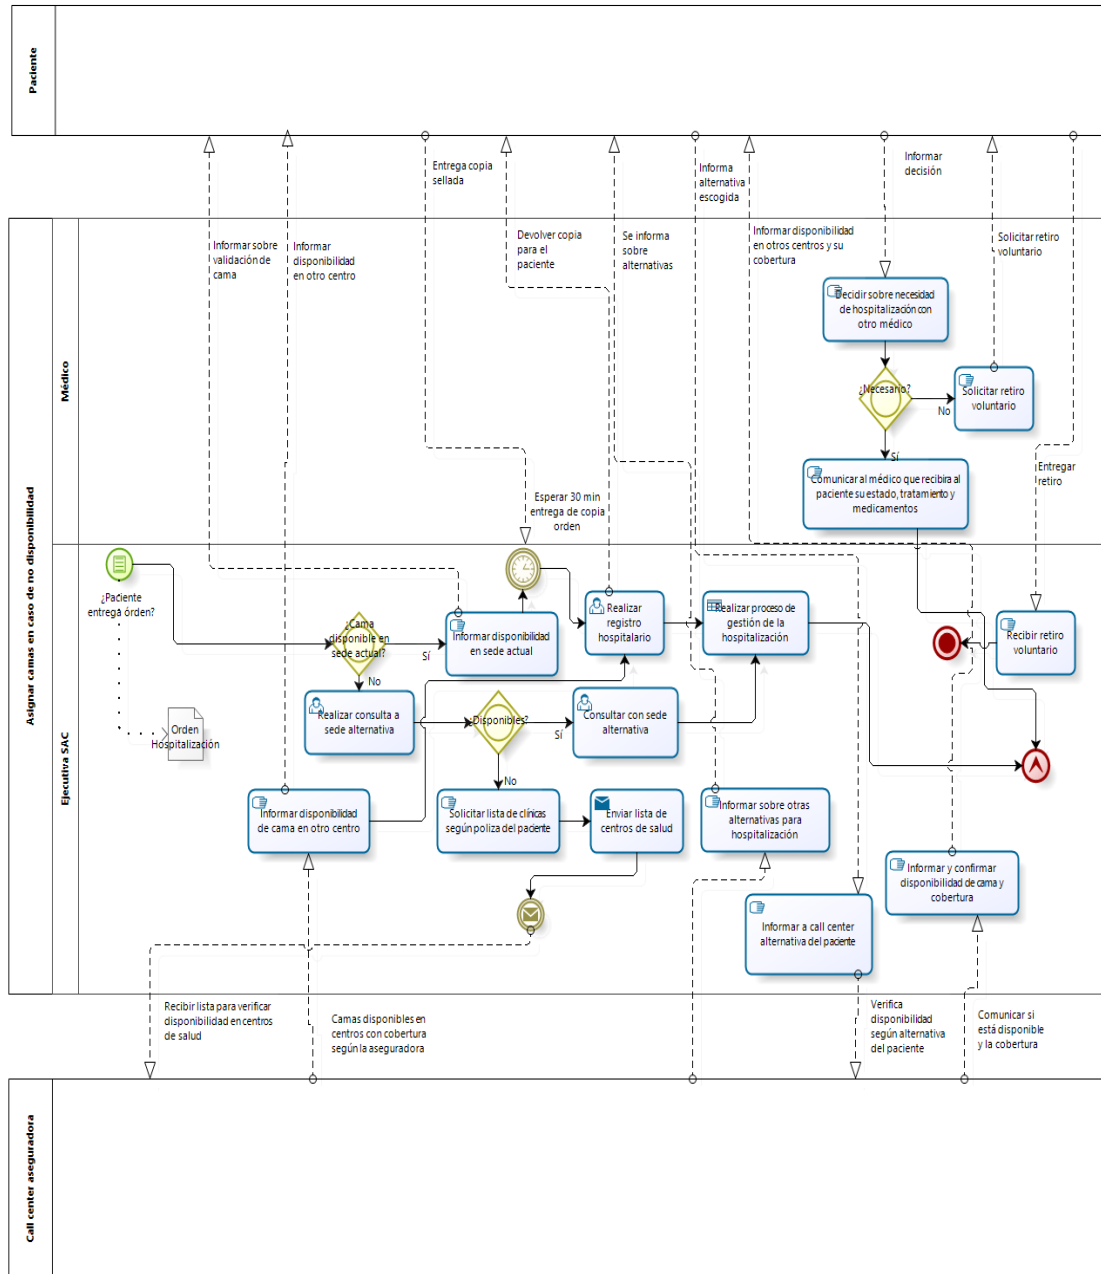 Paciente
Entrega copia
sellada
Informa
alternativa
escogida
Informar
decisión
Informar sobre
validación de
cama
Informar
disponibilidad
en otro centro
Devolver copia
para el
paciente
Se informa
sobre
alternativas
Informar disponibilidad
en otros centros y su
cobertura
Solicitar retiro
voluntario
Asignar camas en caso de no disponibilidad
Médico
Decidir sobre necesidad
de hospitalización con
otro médico
¿Necesario?
No
Solicitar retiro
voluntario
Sí
Comunicar al médico que recibira al
paciente su estado, tratamiento y
medicamentos
Entregar
retiro
Esperar 30 min
entrega de copia
orden
Ejecutiva SAC
¿Paciente
entrega órden?
Orden
Hospitalización
¿Cama
disponible en
sede actual?
Sí
No
Informar disponibilidad
en sede actual
Realizar
registro
hospitalario
Realizar proceso de
gestión de la
hospitalización
Recibir retiro
voluntario
Realizar consulta a
sede alternativa
¿Disponibles?
Sí
No
Consultar con sede
alternativa
Informar disponibilidad
de cama en otro centro
Solicitar lista de clínicas
según poliza del paciente
Enviar lista de
centros de salud
Informar sobre otras
alternativas para
hospitalización
Informar y confirmar
disponibilidad de cama y
cobertura
Informar a call center
alternativa del paciente
Recibir lista para verificar
disponibilidad en centros
de salud
Camas disponibles en
centros con cobertura
según la aseguradora
Verifica
disponibilidad
según alternativa
del paciente
Comunicar si
está disponible
y la cobertura
Call center aseguradora